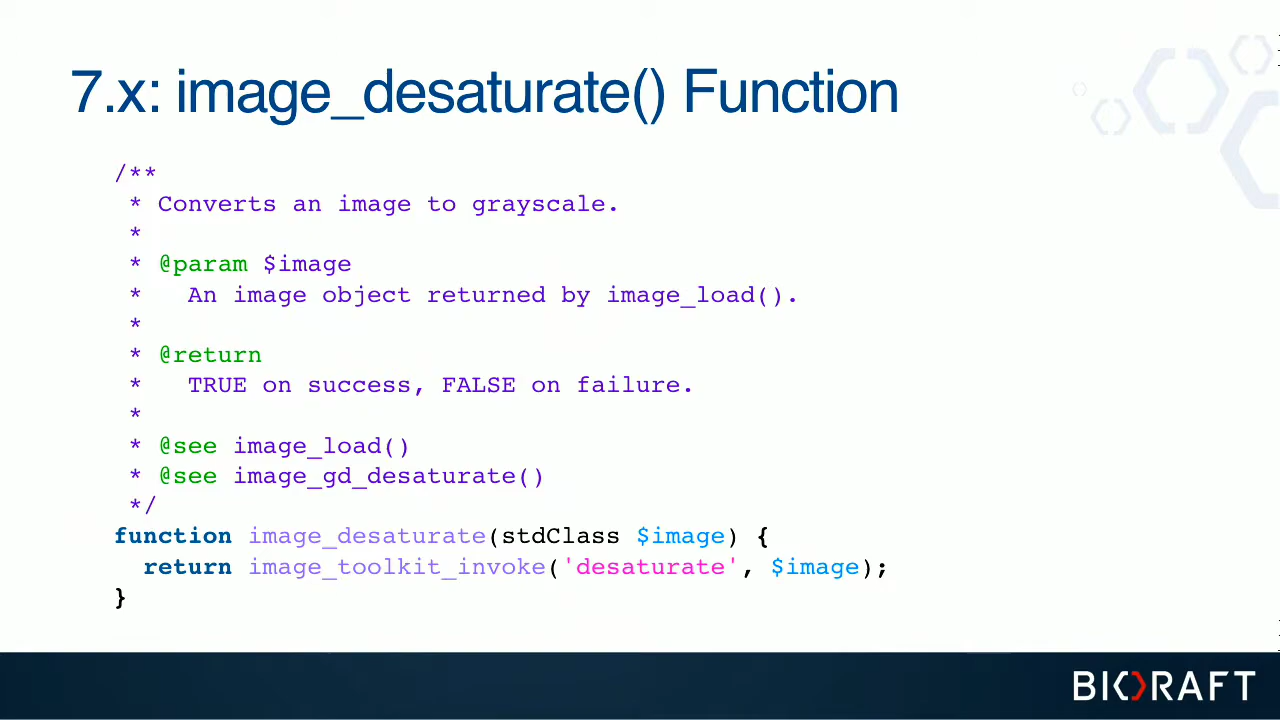 7.x: image_desaturate() Function
/**
 * Converts an image to grayscale.
 *
 * @param $image
 *   An image object returned by image_load().
 *
 * @return
 *   TRUE on success, FALSE on failure.
 *
 * @see image_load()
 * @see image_gd_desaturate()
 */
function image_desaturate(stdClass $image) {
  return image_toolkit_invoke('desaturate', $image);
}
BIORAFT